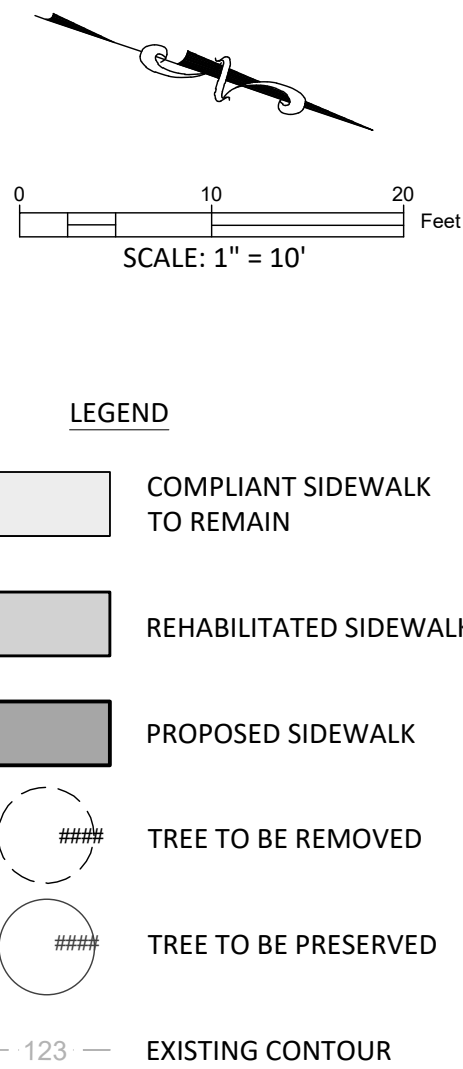 0 10 20 Feet
SCALE: 1" = 10'
LEGEND
COMPLIANT SIDEWALK
TO REMAIN
REHABILITATED SIDEWALK
PROPOSED SIDEWALK
#### TREE TO BE REMOVED
#### TREE TO BE PRESERVED
123 EXISTING CONTOUR